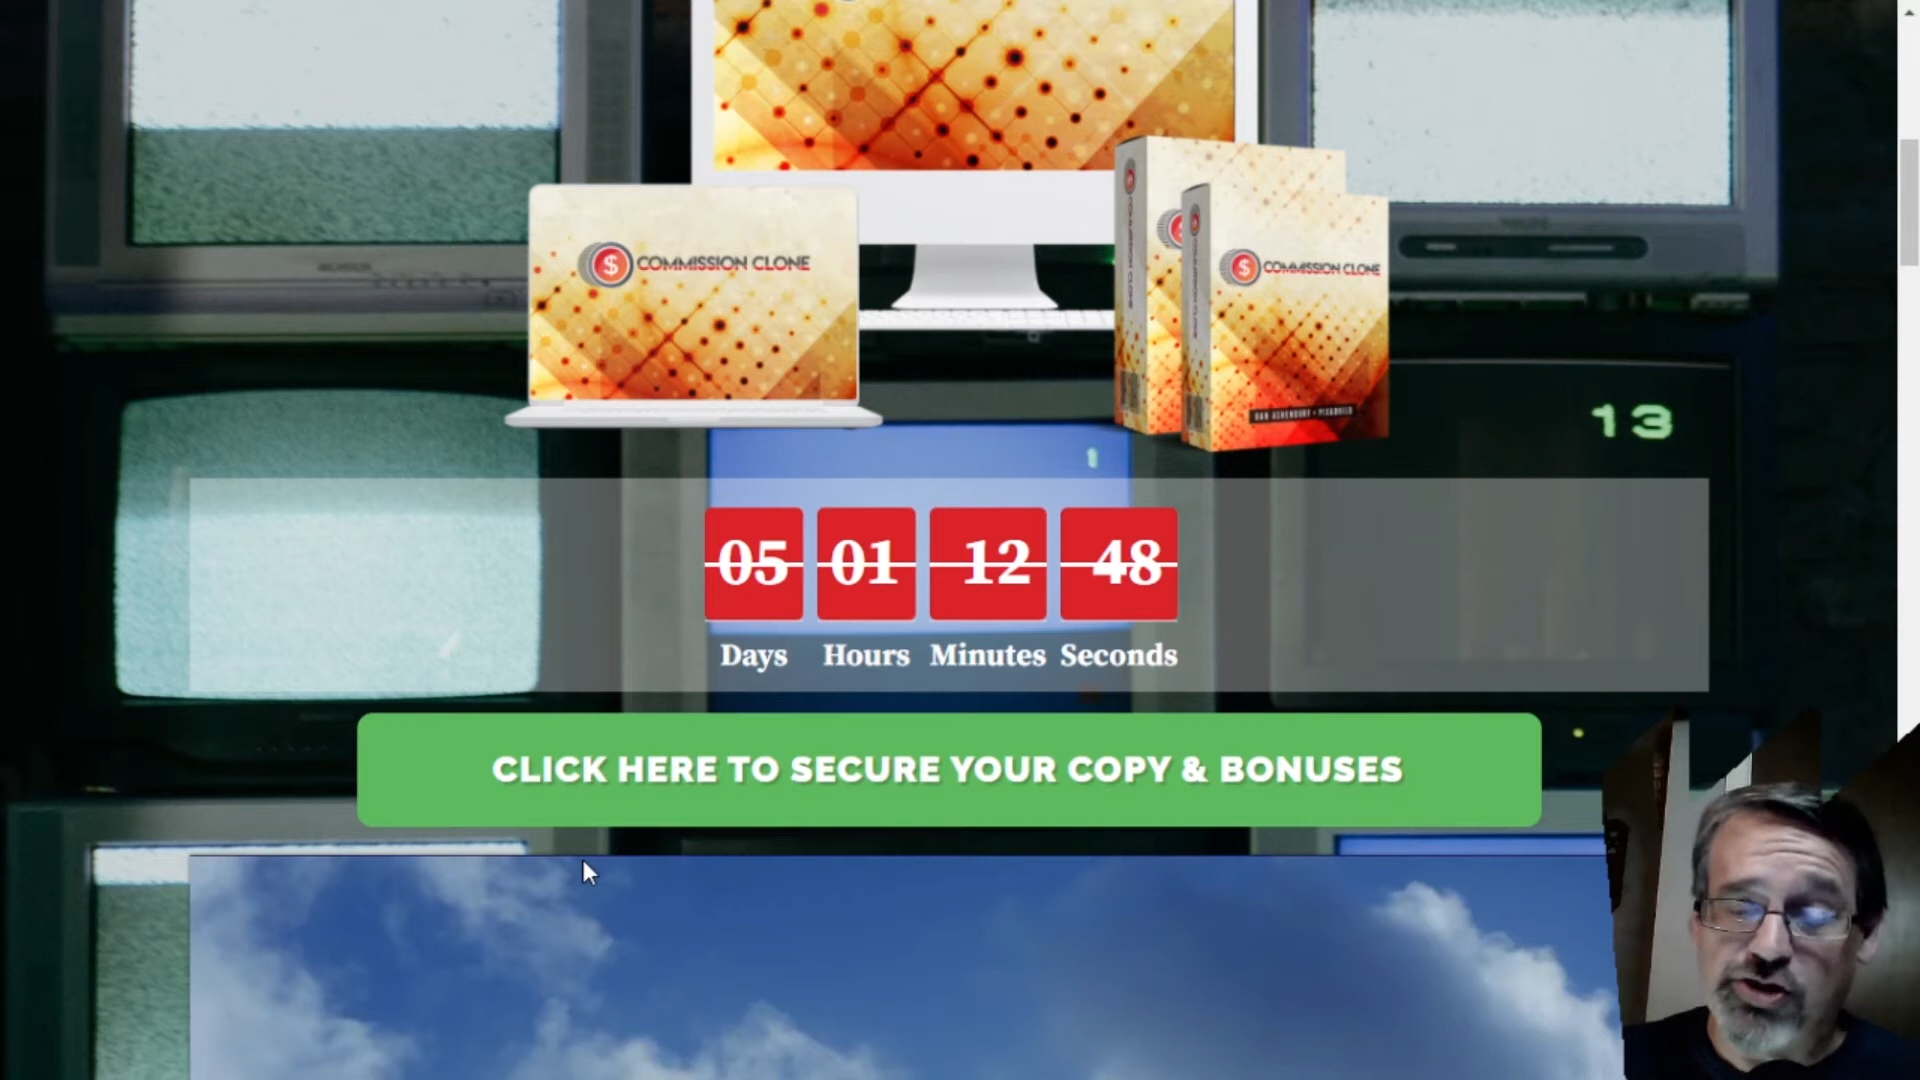 COMMISSION CLONE
COMMISSION CLONE
13
1
05 01 12 48
Days Hours Minutes Seconds
CLICK HERE TO SECURE YOUR COPY & BONUSES